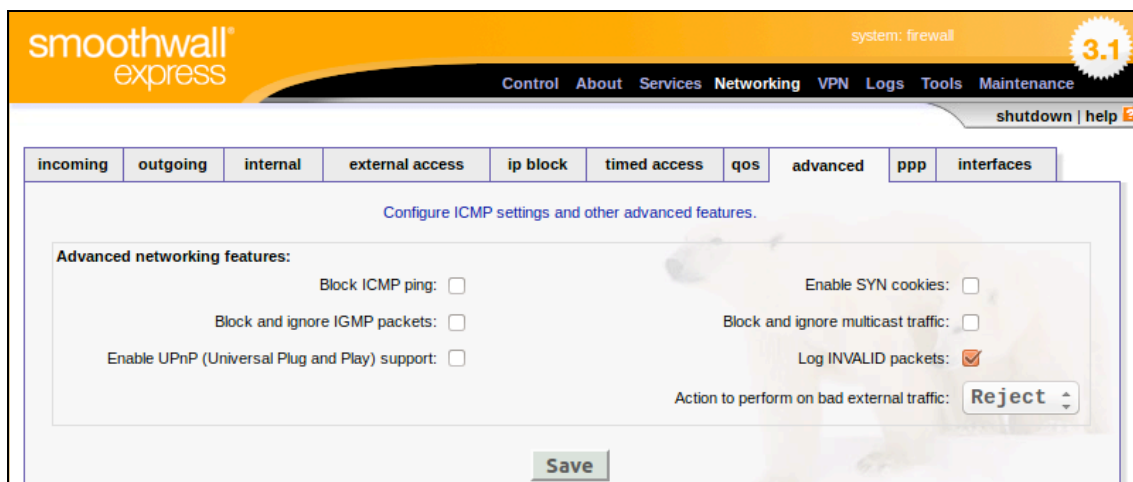 smoothwall®
express
system: firewall
3.1
Control About Services Networking VPN Logs Tools Maintenance
shutdown | help ?
incoming outgoing internal external access ip block timed access qos advanced ppp interfaces
Configure ICMP settings and other advanced features.
Advanced networking features:
Block ICMP ping: Enable SYN cookies:
Block and ignore IGMP packets: Block and ignore multicast traffic:
Enable UPnP (Universal Plug and Play) support: Log INVALID packets:
Action to perform on bad external traffic: Reject
Save